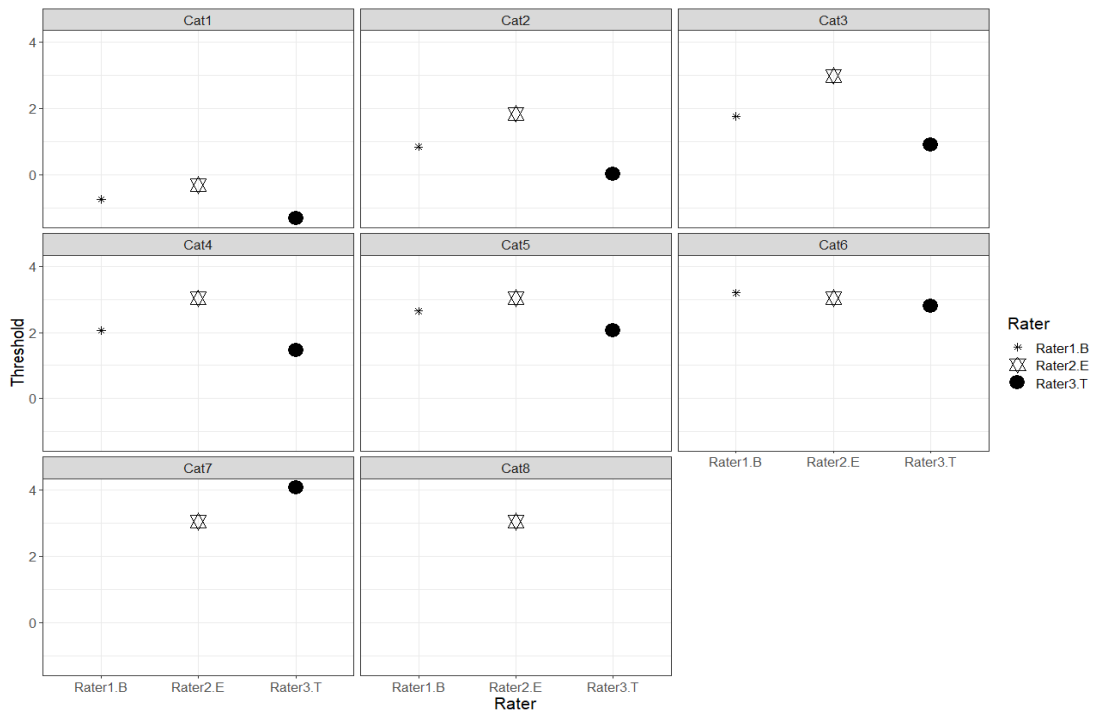 Cat1 Cat2 Cat3
4
2
0
Cat4 Cat5 Cat6
4
2
0
Rater1.B Rater2.E Rater3.T
Cat7 Cat8
4
2
0
Rater1.B Rater2.E Rater3.T Rater1.B Rater2.E Rater3.T
Rater
Threshold
Rater
Rater1.B
Rater2.E
Rater3.T